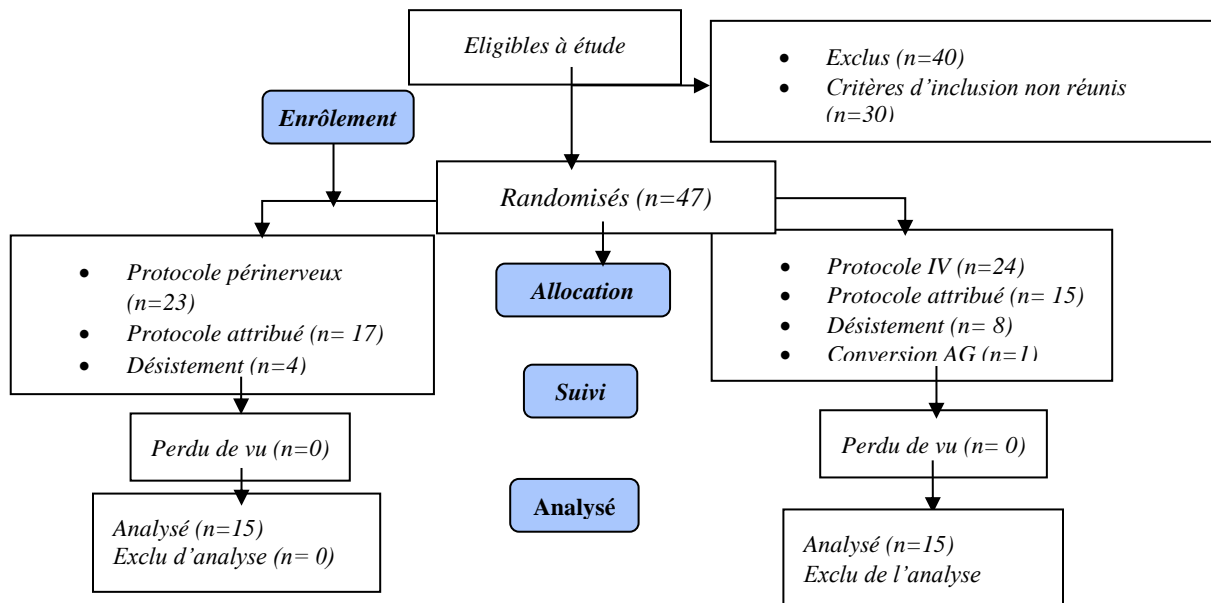 Eligibles à étude
Exclus (n=40)
Critères d'inclusion non réunis
(n=30)
Enrôlement
Randomisés (n=47)
Protocole périnerveux
(n=23)
Protocole attribué (n= 17)
Désistement (n=4)
Allocation
Protocole IV (n=24)
Protocole attribué (n= 15)
Désistement (n= 8)
Conversion AG (n=1)
Suivi
Perdu de vu (n=0)
Perdu de vu (n= 0)
Analysé
Analysé (n=15)
Exclu d'analyse (n= 0)
Analysé (n=15)
Exclu de l'analyse